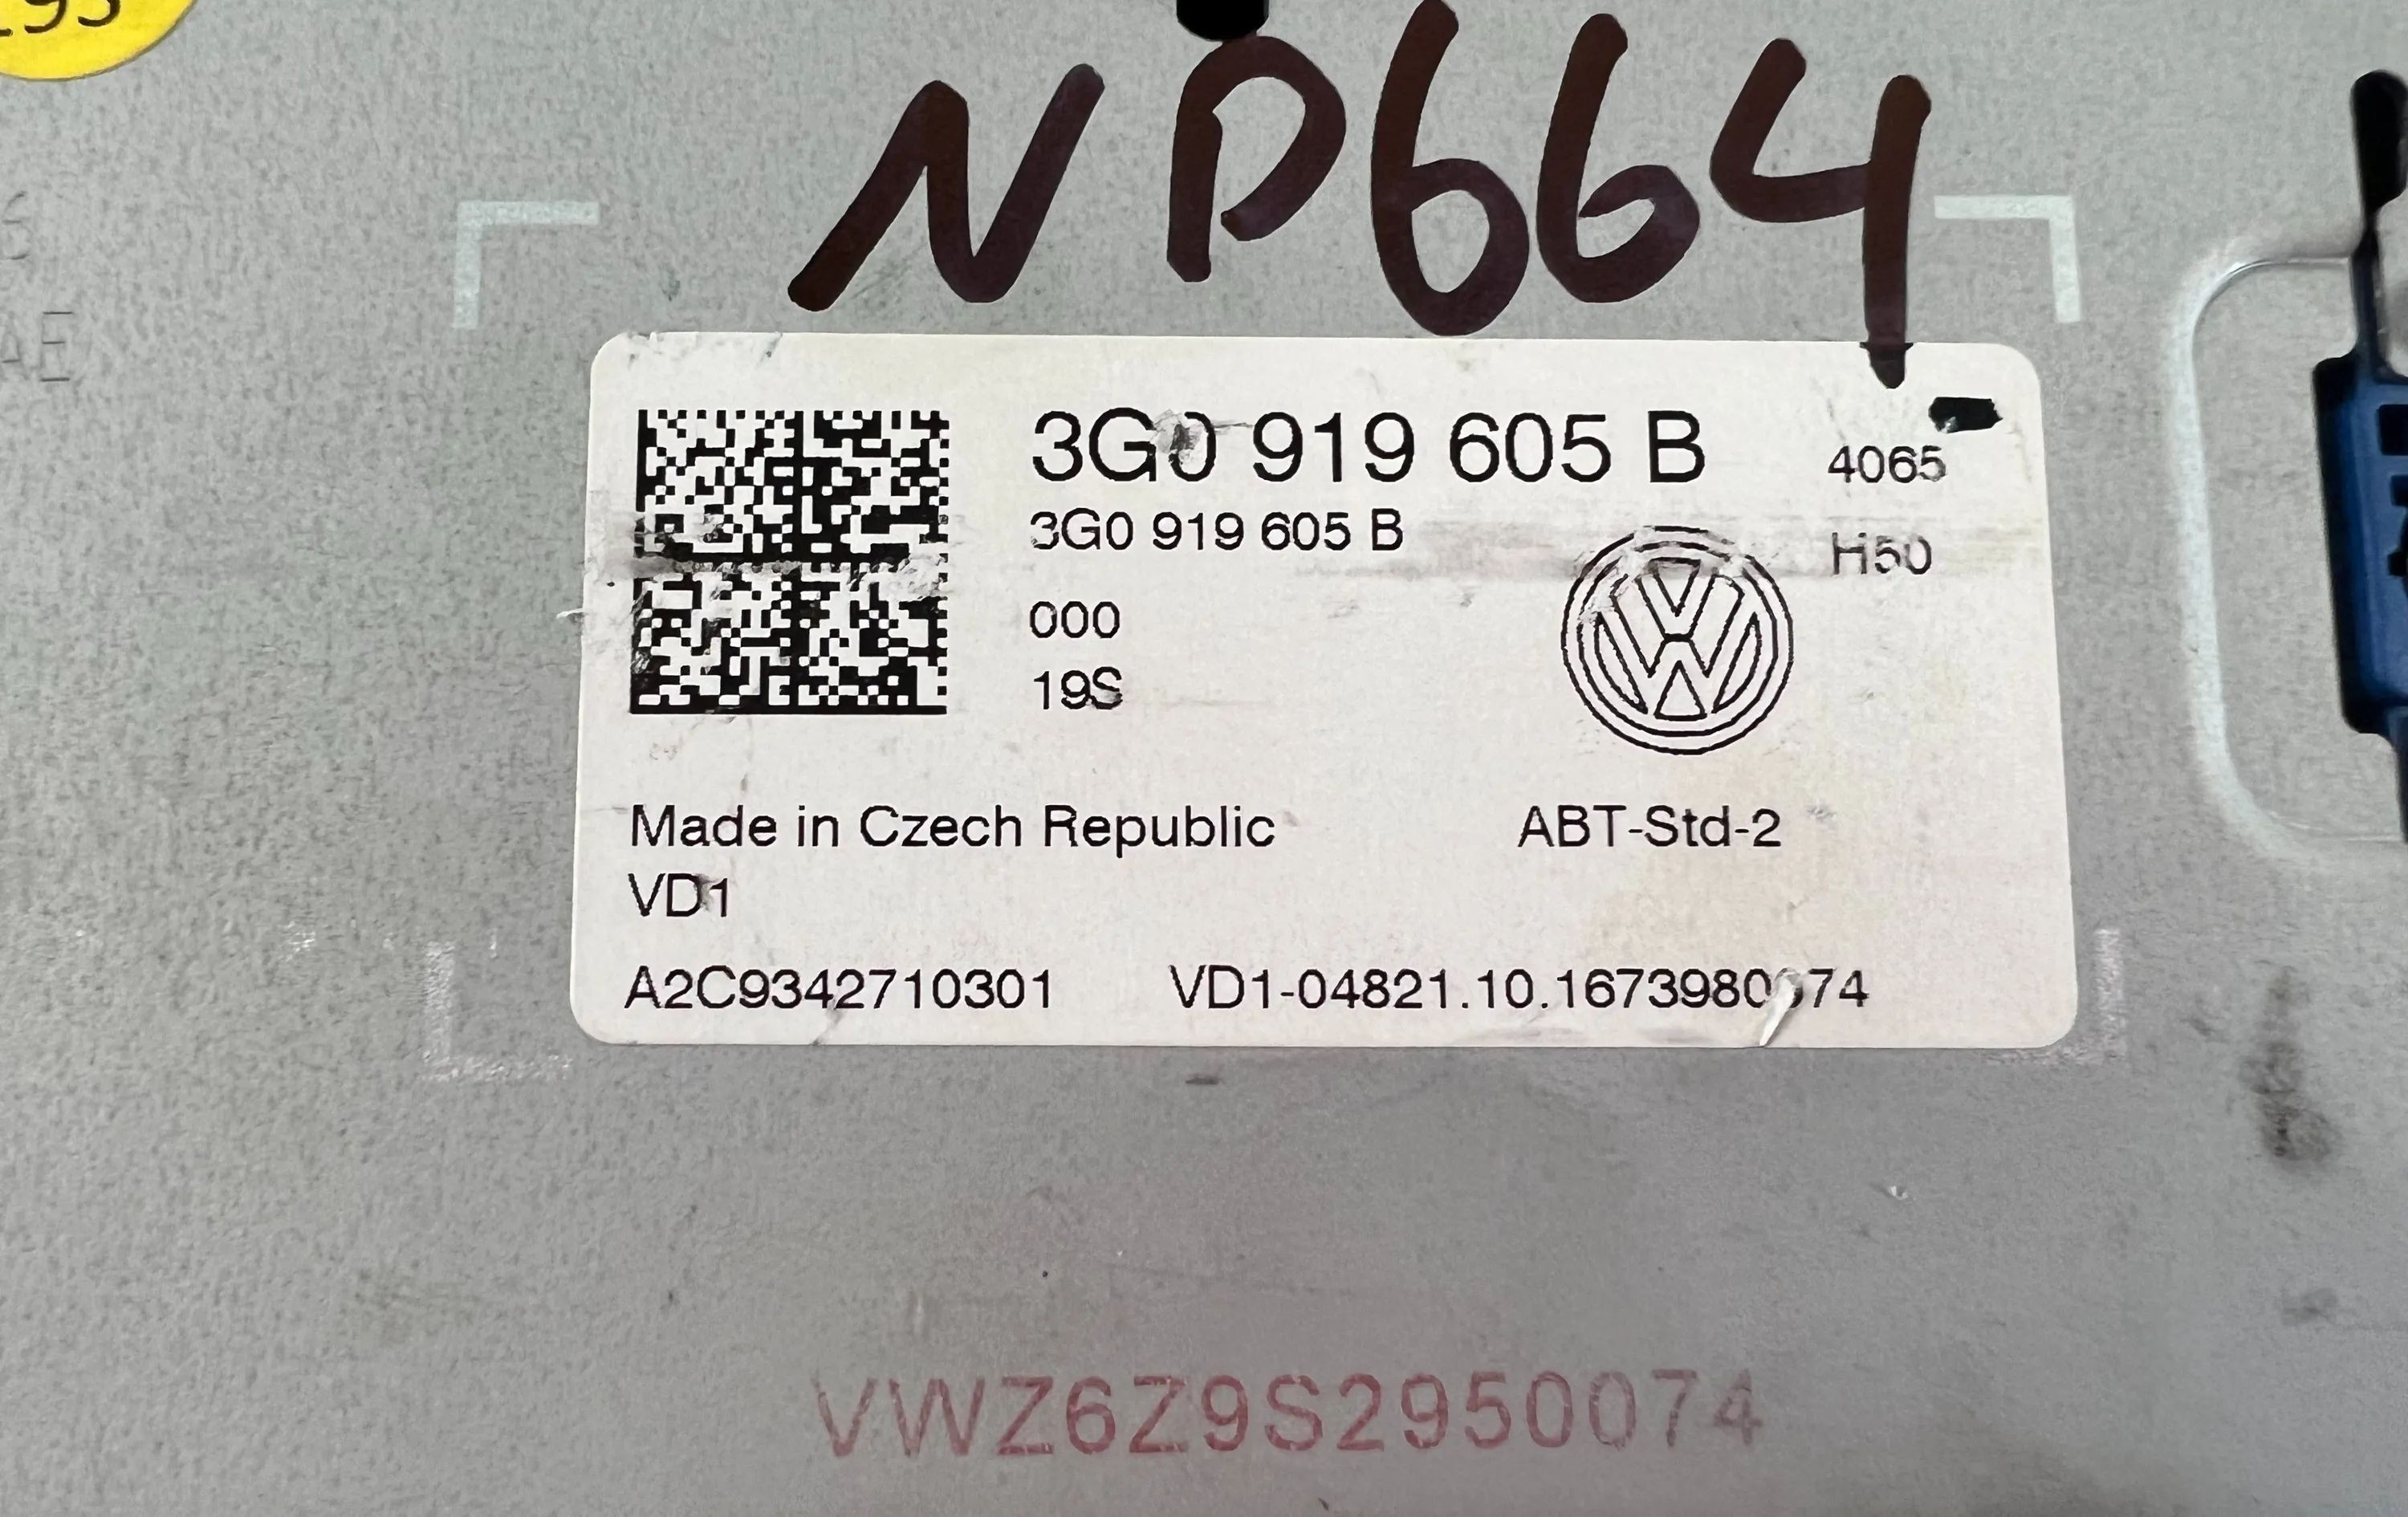 NP664
3G0 919 605 B
4065
3G0 919 605 B
H50
000
19S
Made in Czech Republic
ABT-Std-2
VD1
A2C9342710301
VWZ6Z9S2950074